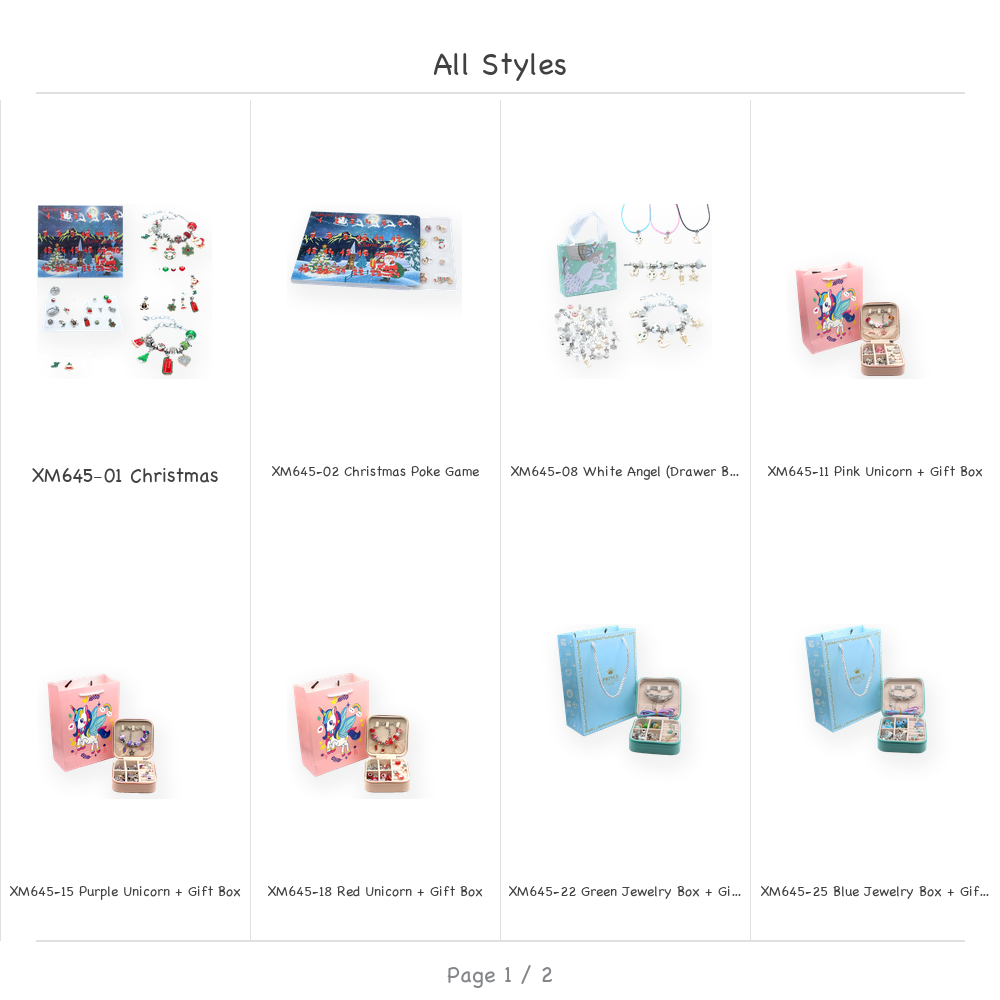 All Styles
XM645-01 Christmas
XM645-02 Christmas Poke Game
XM645-08 White Angel (Drawer B...
XM645-11 Pink Unicorn + Gift Box
XM645-15 Purple Unicorn + Gift Box
XM645-18 Red Unicorn + Gift Box
XM645-22 Green Jewelry Box + Gi...
XM645-25 Blue Jewelry Box + Gif...
Page 1 / 2